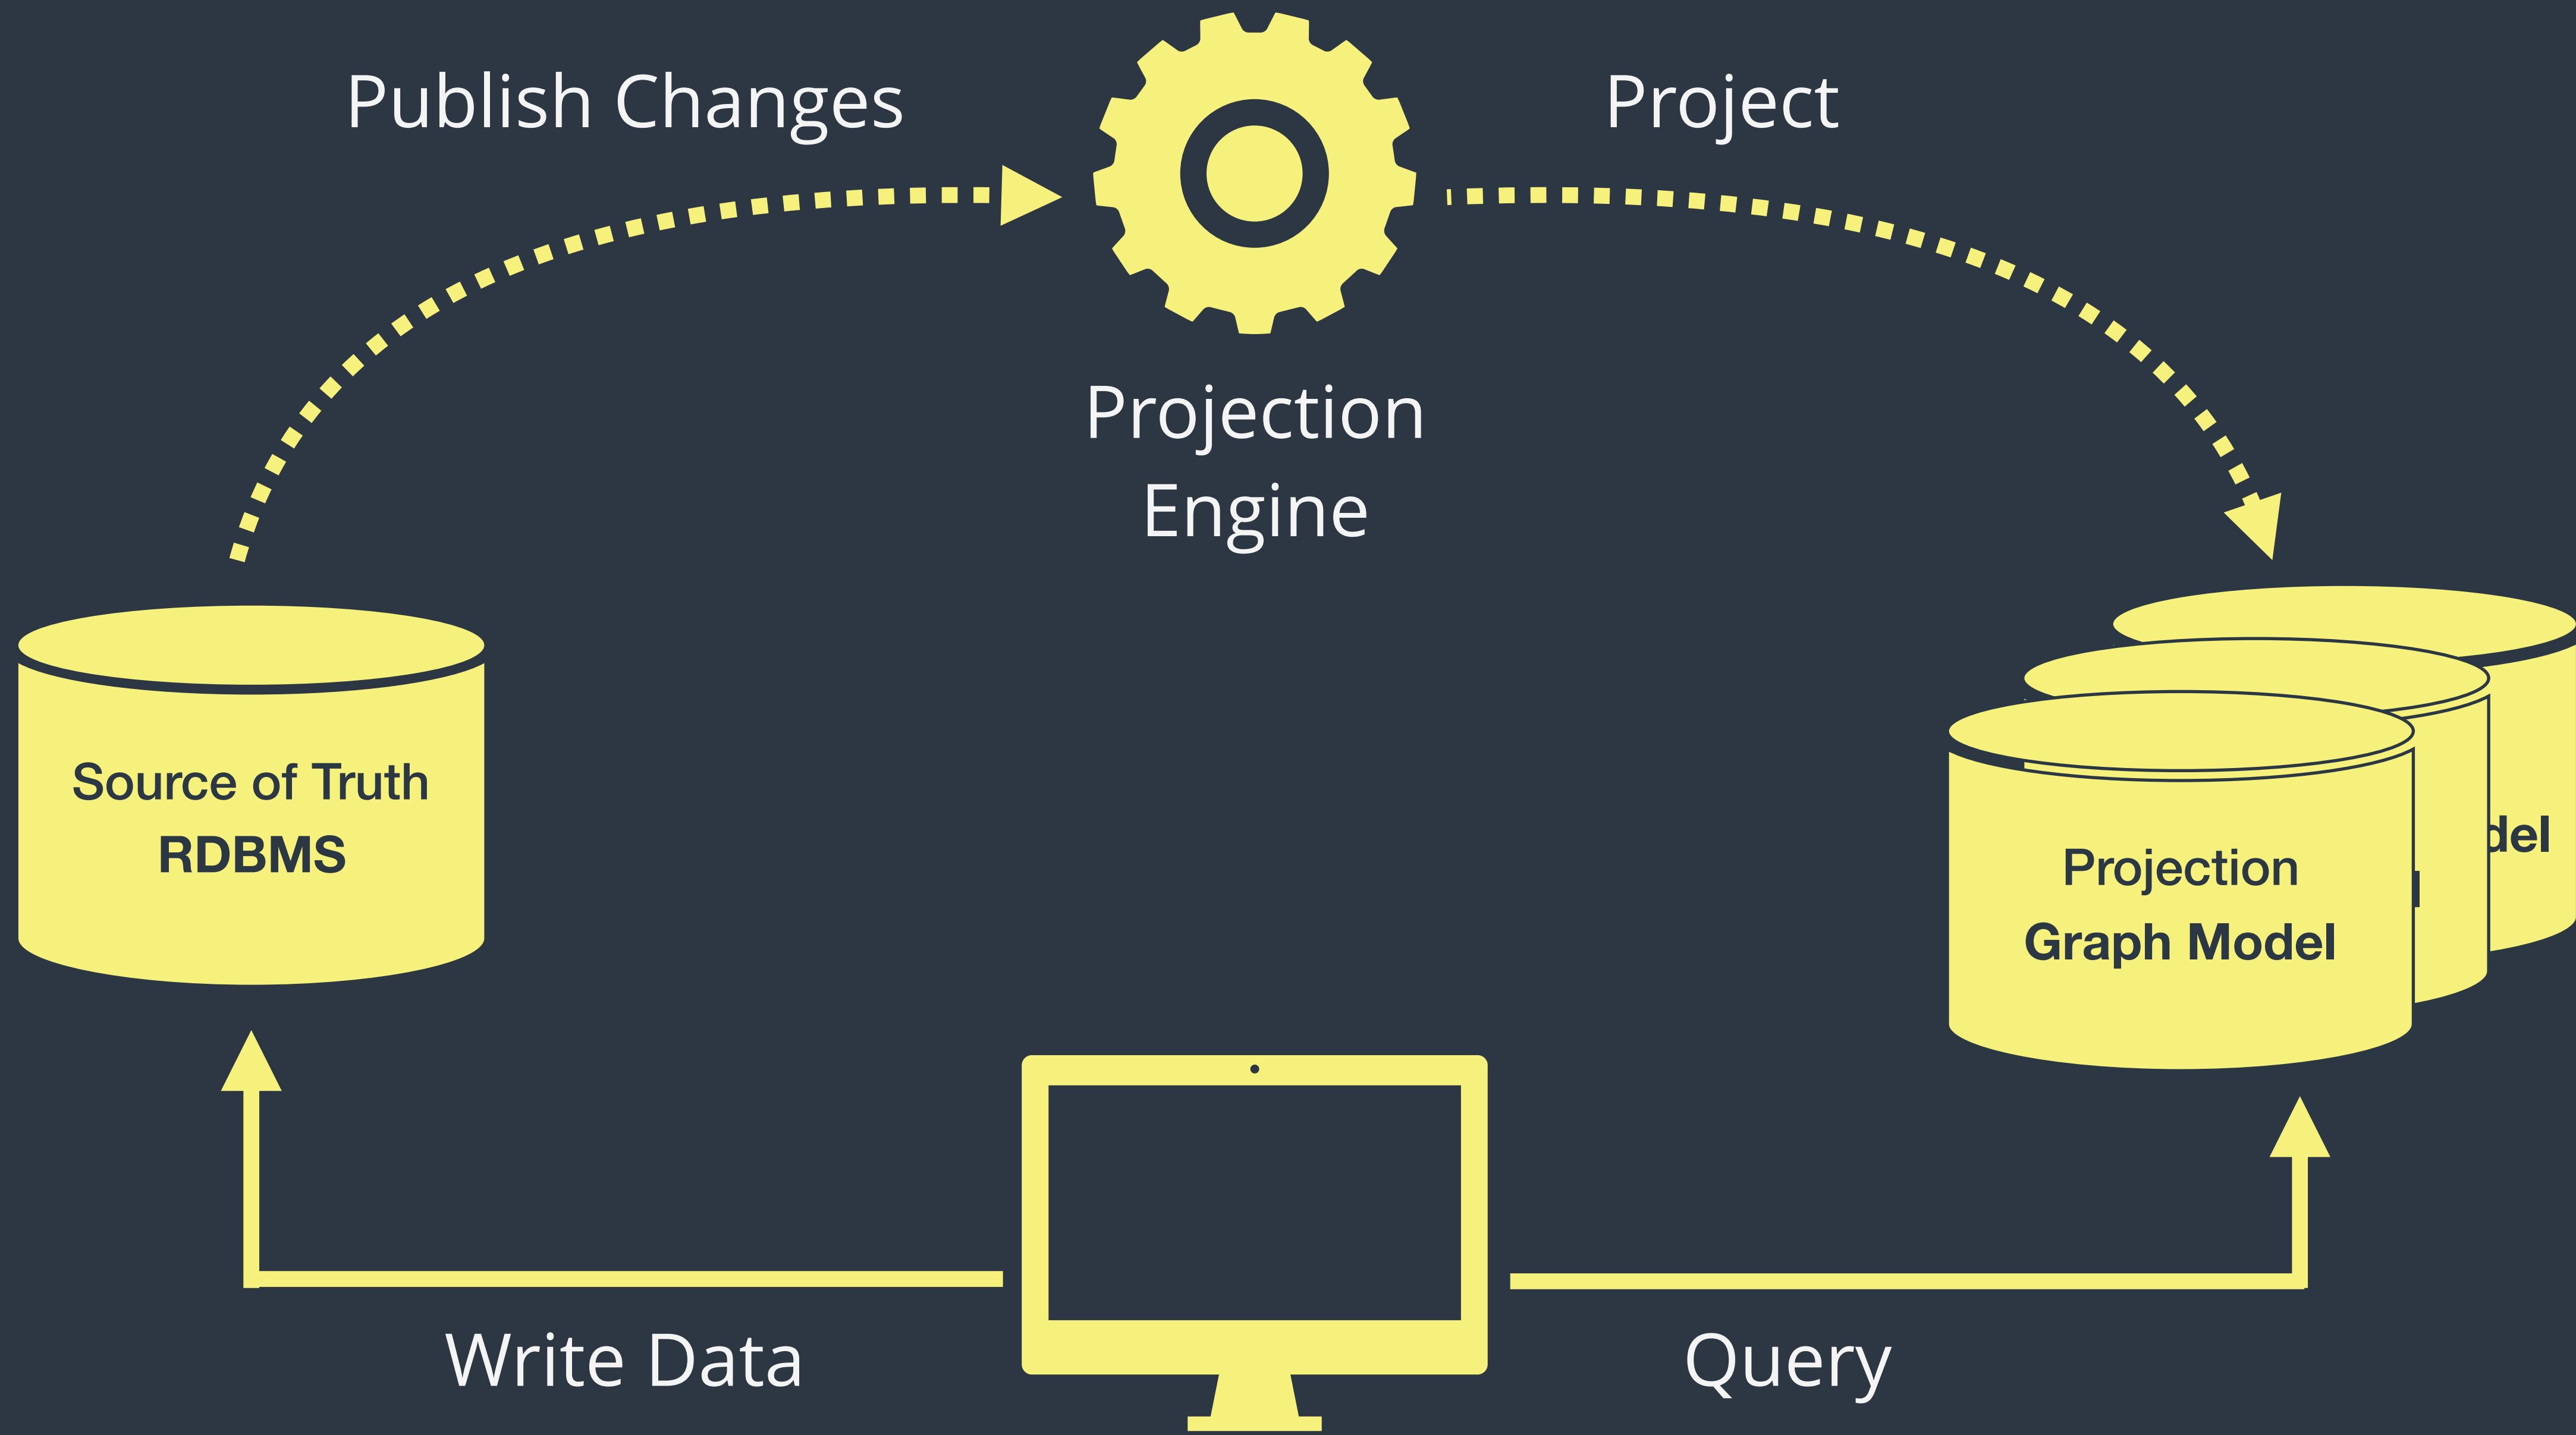 Publish Changes
Project
Projection
Engine
Source of Truth
RDBMS
Projection
Graph Model
Write Data
Query